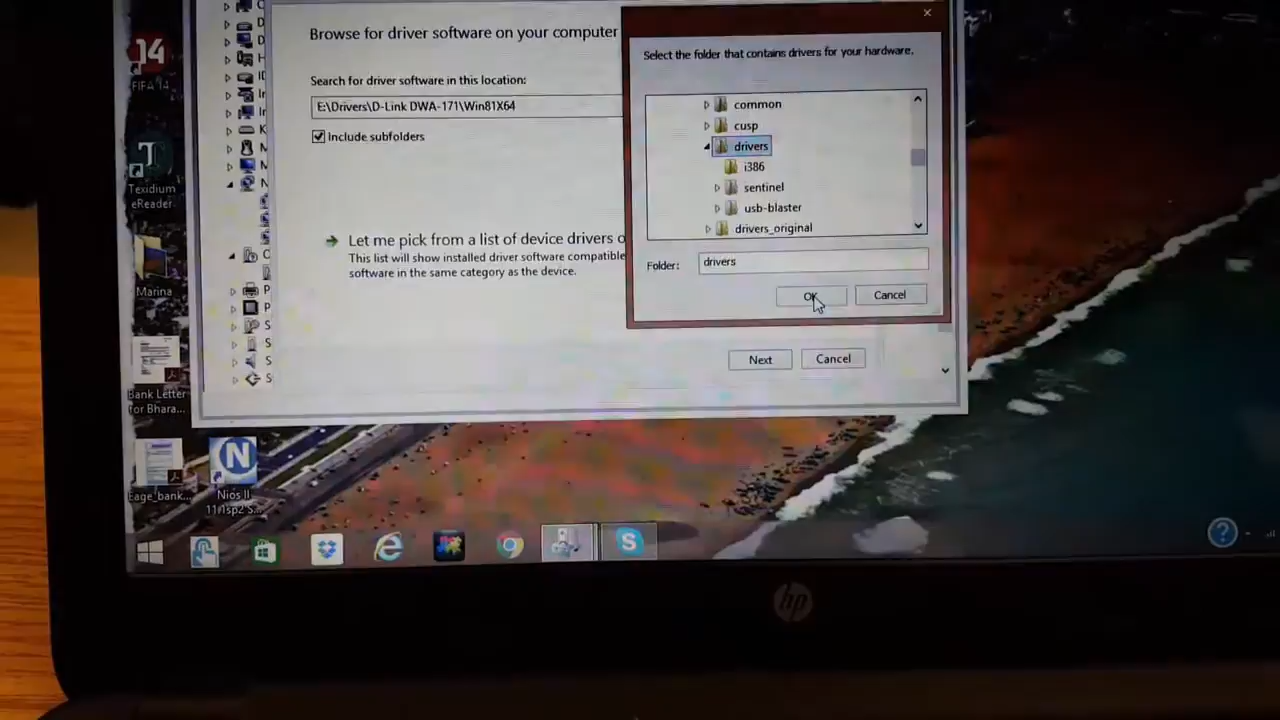 Browse for driver software on your computer
Search for driver software in this location:
E:\Drivers\D-Link DWA-171\Win81X64
Include subfolders
Let me pick from a list of device drivers o
This list will show installed driver software compatible
software in the same category as the device.
Next
Cancel
Select the folder that contains drivers for your hardware.
common
cusp
drivers
i386
sentinel
usb-blaster
drivers_original
Folder:
drivers
OK
Cancel
14
FIFA 14
Texidium
eReader
Marina
Bank Letter
for Bhara...
Eage_bank...
Nios II
11.1sp2 S...
hp